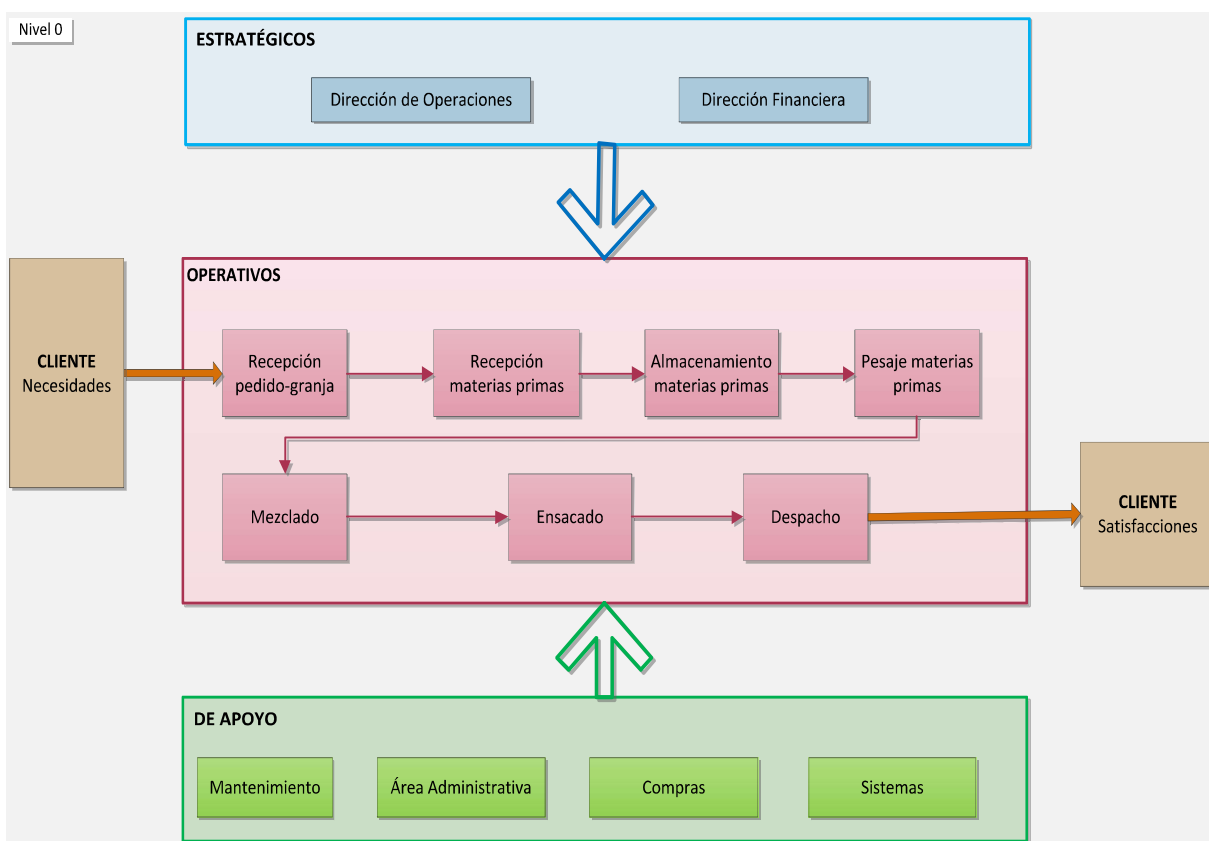 Nivel 0
ESTRATÉGICOS
Dirección de Operaciones
Dirección Financiera
OPERATIVOS
CLIENTE
Necesidades
Recepción
pedido-granja
Recepción
materias primas
Almacenamiento
materias primas
Pesaje materias
primas
Mezclado
Ensacado
Despacho
CLIENTE
Satisfacciones
DE APOYO
Mantenimiento
Área Administrativa
Compras
Sistemas